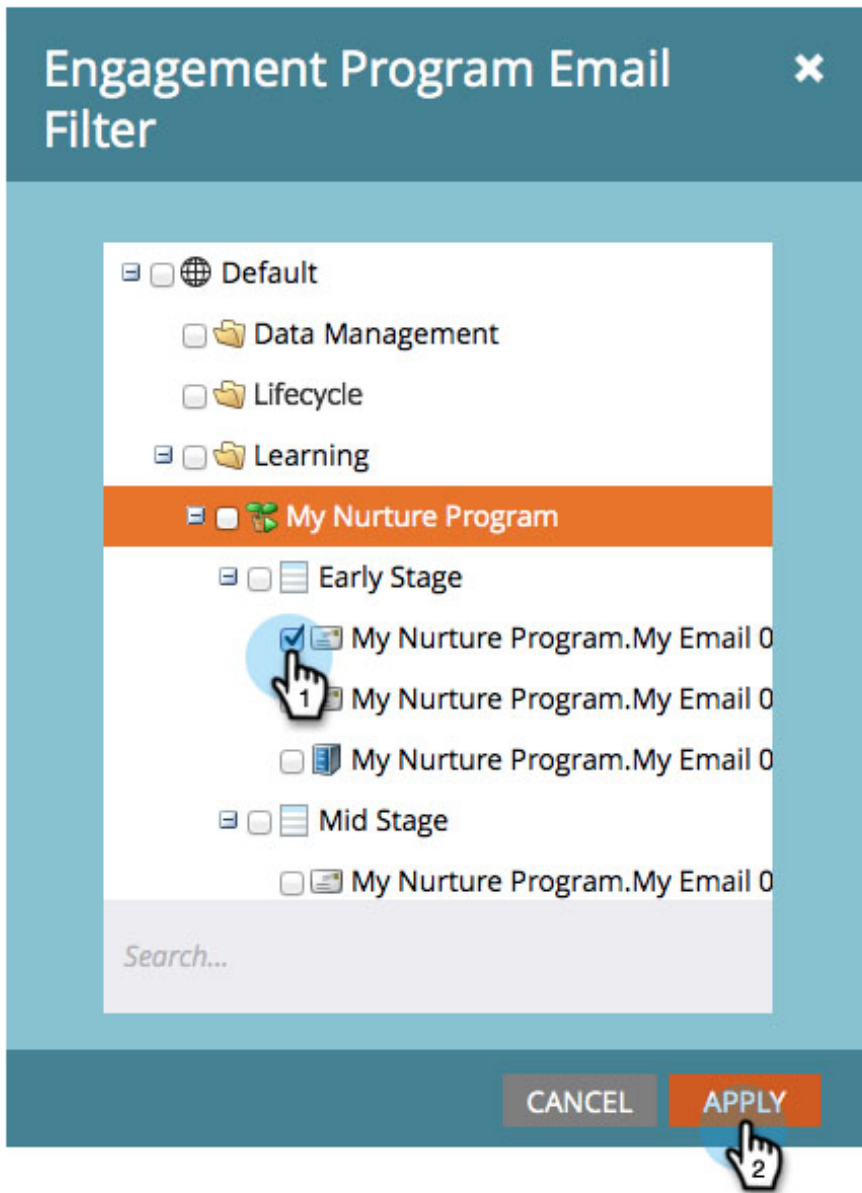 Engagement Program Email
Filter
Default
Data Management
Lifecycle
Learning
My Nurture Program
Early Stage
My Nurture Program.My Email 0
1
My Nurture Program.My Email 0
My Nurture Program.My Email 0
Mid Stage
My Nurture Program.My Email 0
Search...
CANCEL
APPLY
2